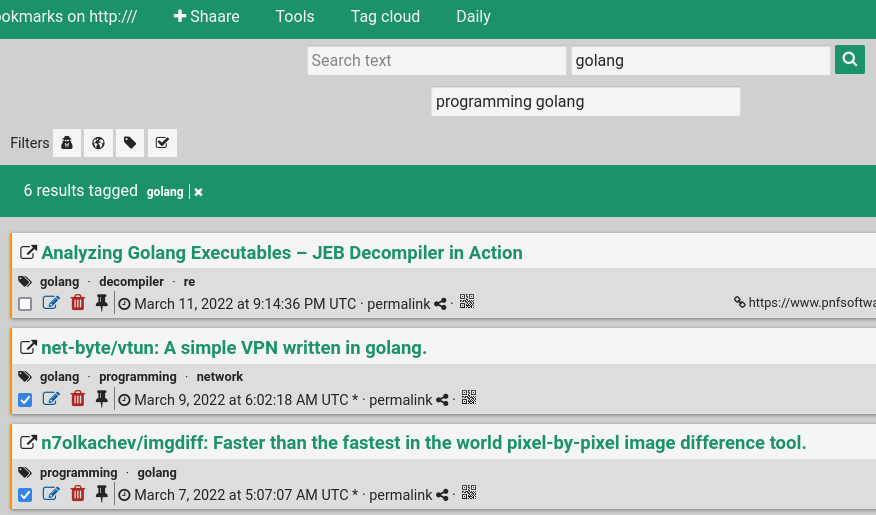 okmarks on http:/// Shaare Tools Tag cloud Daily
Search text golang
programming golang
Filters
6 results tagged golang
Analyzing Golang Executables – JEB Decompiler in Action
golang · decompiler · re
March 11, 2022 at 9:14:36 PM UTC · permalink · https://www.pnfsoftwa
net-byte/vtun: A simple VPN written in golang.
golang · programming · network
March 9, 2022 at 6:02:18 AM UTC * · permalink ·
n7olkachev/imgdiff: Faster than the fastest in the world pixel-by-pixel image difference tool.
programming · golang
March 7, 2022 at 5:07:07 AM UTC * · permalink ·